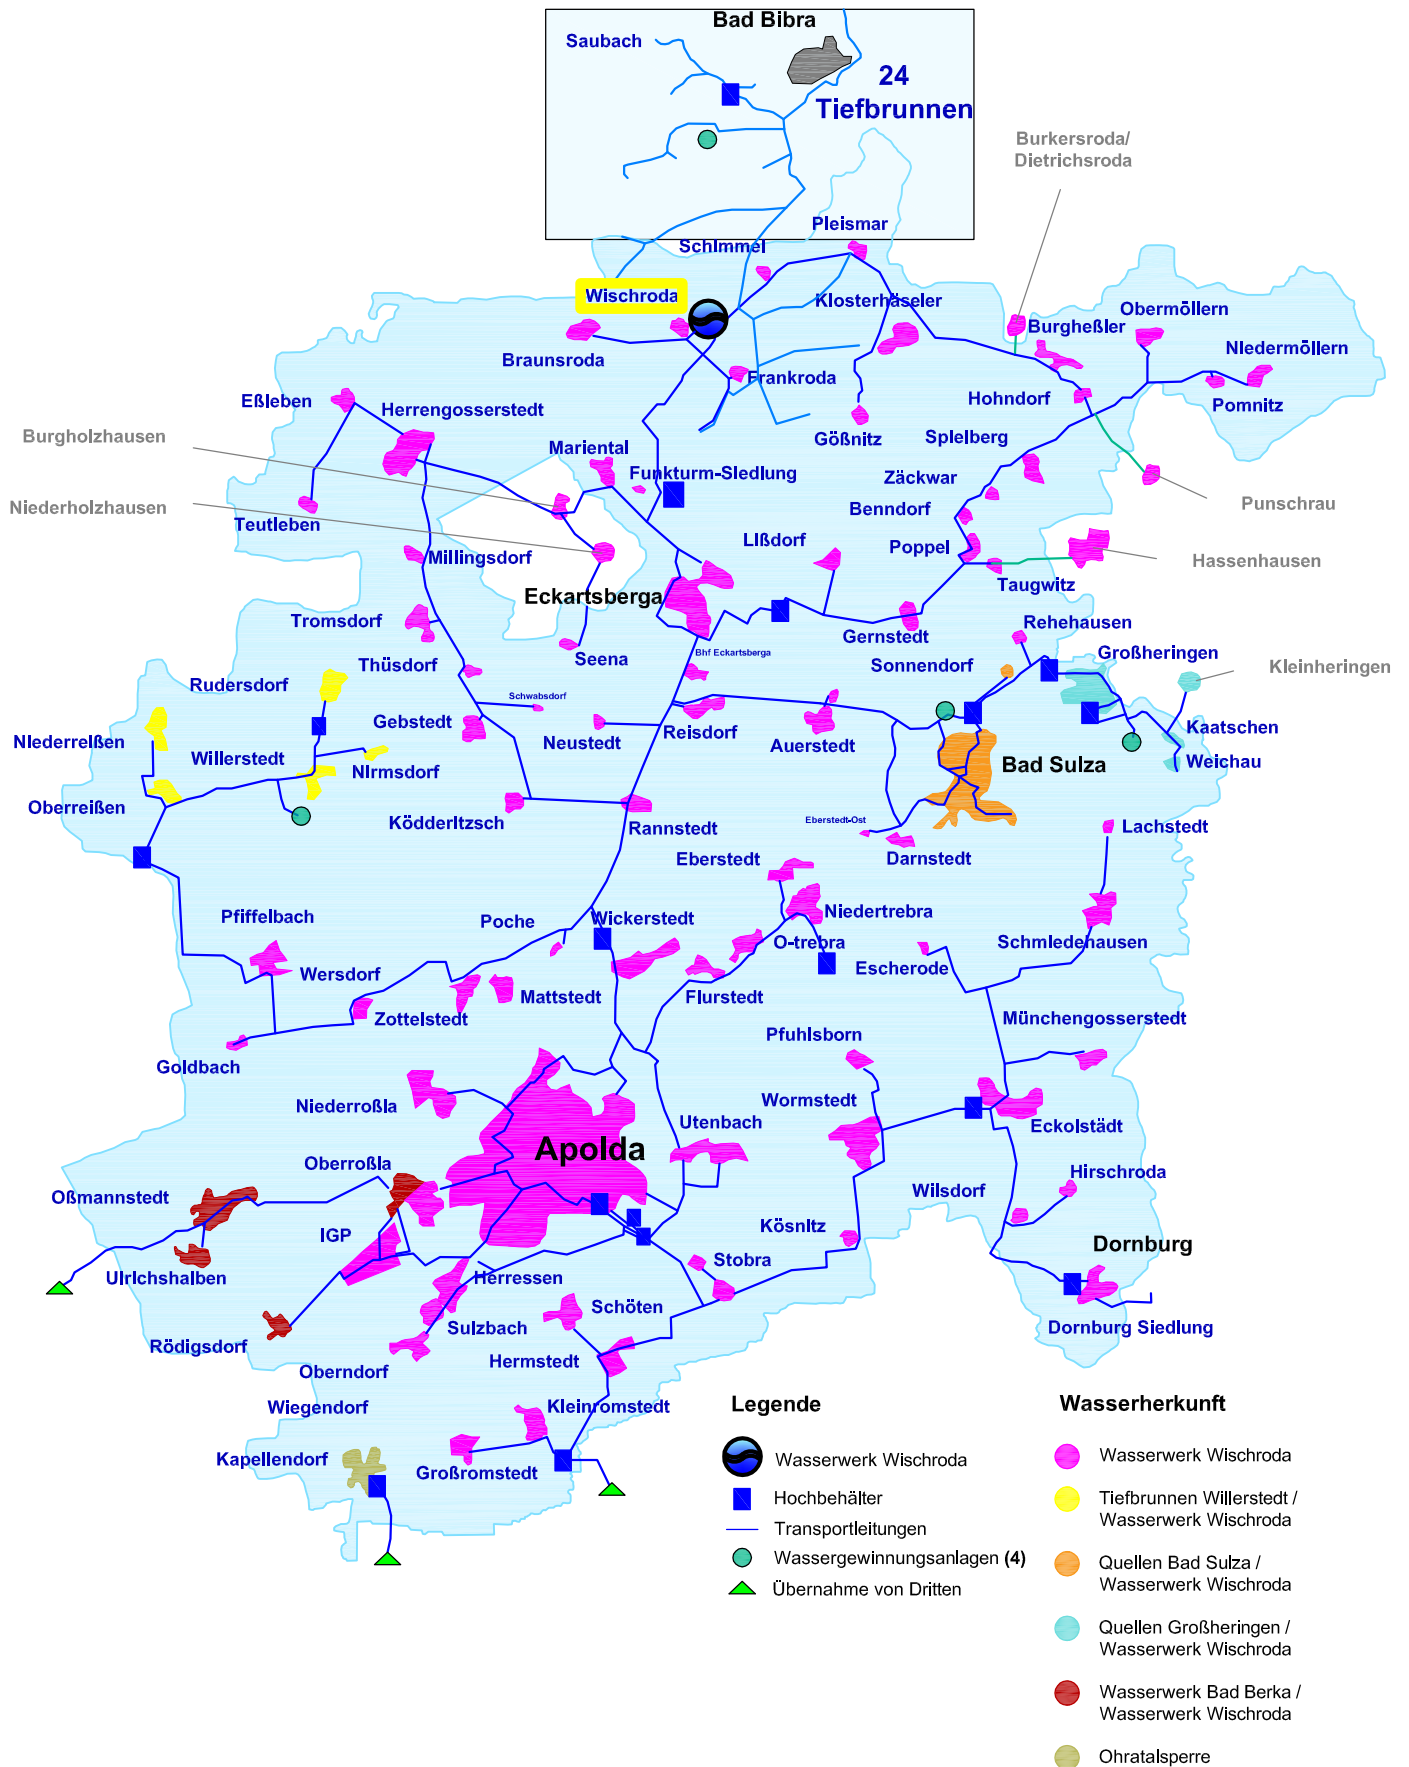 Bad Bibra
Saubach
24
Tiefbrunnen
Burkersroda/
Dietrichsroda
Pleismar
SchImmel
Wischroda
Klosterhäseler
Obermöllern
Burgheßler
NIedermöllern
Braunsroda
Frankroda
Eßleben
Herrengosserstedt
Hohndorf
Pomnitz
Burgholzhausen
Mariental
Gößnitz
SpIelberg
Funkturm-SIedlung
Zäckwar
Niederholzhausen
Punschrau
Teutleben
Benndorf
LIßdorf
Poppel
Millingsdorf
Hassenhausen
Taugwitz
Eckartsberga
Tromsdorf
Gernstedt
Rehehausen
Thüsdorf
Seena
Bhf Eckartsberga
Sonnendorf
Großheringen
Kleinheringen
Rudersdorf
Schwabsdorf
Gebstedt
Neustedt
Reisdorf
Auerstedt
Kaatschen
NIederreIßen
Willerstedt
NIrmsdorf
Bad Sulza
Weichau
Oberreißen
KödderItzsch
Rannstedt
Eberstedt-Ost
Lachstedt
Eberstedt
Darnstedt
Pfiffelbach
Poche
Wickerstedt
Niedertrebra
O-trebra
SchmIedehausen
Wersdorf
Escherode
Mattstedt
Flurstedt
Zottelstedt
Münchengosserstedt
Pfuhlsborn
Goldbach
Niederroßla
Wormstedt
Utenbach
Eckolstädt
Apolda
Oberroßla
Hirschroda
Oßmannstedt
Wilsdorf
IGP
KösnItz
Dornburg
Stobra
UlrIchshalben
Herressen
Schöten
Rödigsdorf
Sulzbach
Dornburg Siedlung
Oberndorf
Hermstedt
Wiegendorf
Kleinromstedt
Kapellendorf
Großromstedt
Legende
Wasserwerk Wischroda
Hochbehälter
Transportleitungen
Wassergewinnungsanlagen (4)
Übernahme von Dritten
Wasserherkunft
Wasserwerk Wischroda
Tiefbrunnen Willerstedt /
Wasserwerk Wischroda
Quellen Bad Sulza /
Wasserwerk Wischroda
Quellen Großheringen /
Wasserwerk Wischroda
Wasserwerk Bad Berka /
Wasserwerk Wischroda
Ohratalsperre